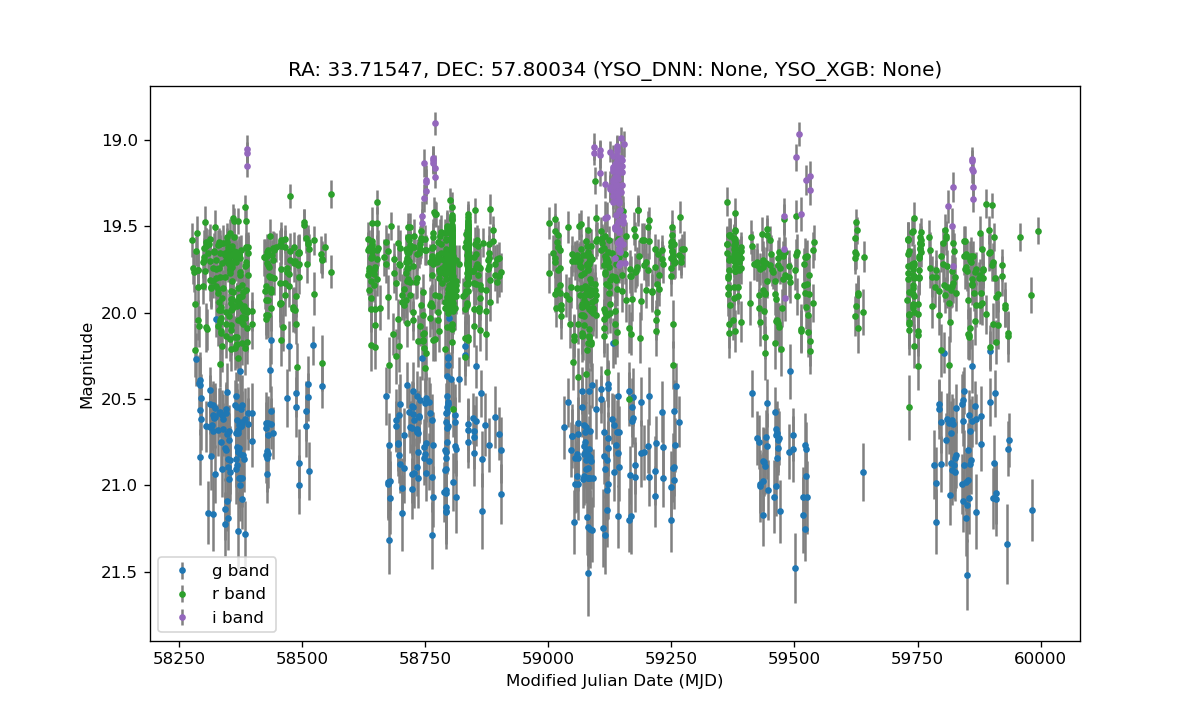 RA: 33.71547, DEC: 57.80034 (YSO_DNN: None, YSO_XGB: None)
Magnitude
19.0
19.5
20.0
20.5
21.0
21.5
g band
r band
i band
58250 58500 58750 59000 59250 59500 59750 60000
Modified Julian Date (MJD)